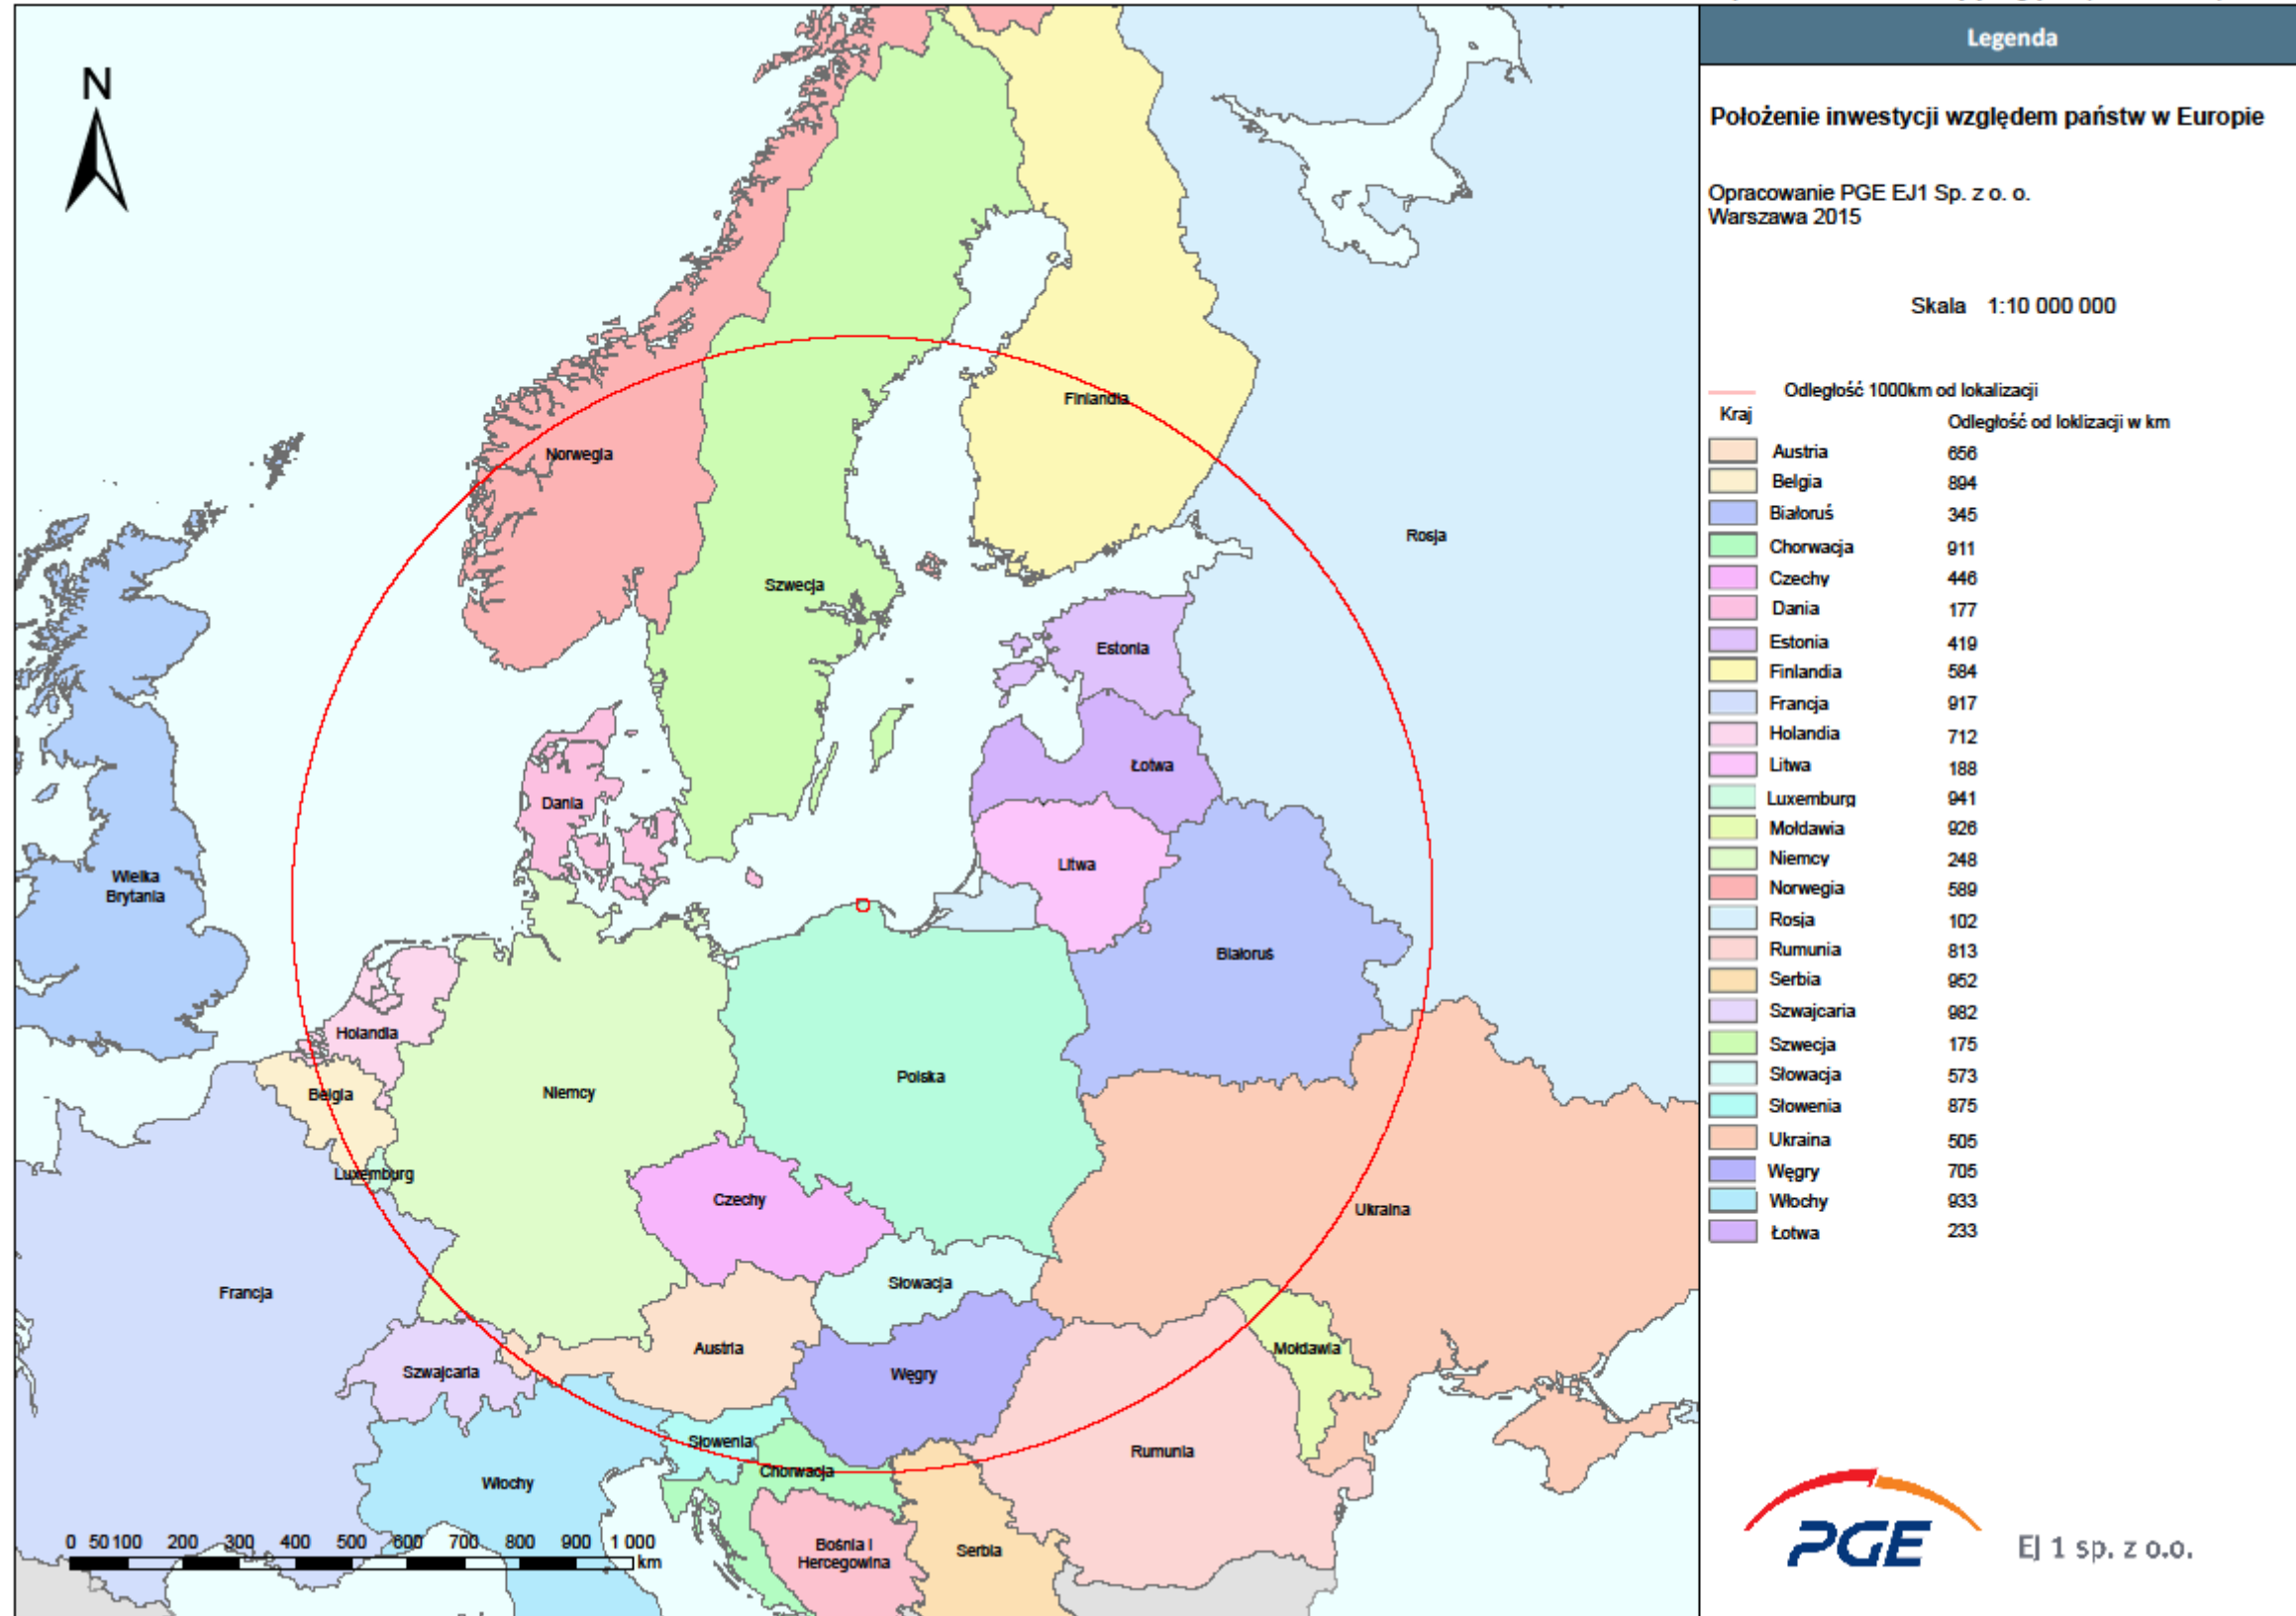 Legenda
Położenie inwestycji względem państw w Europie
Opracowanie PGE EJ1 Sp. z o. o.
Warszawa 2015
Skala 1:10 000 000
Odległość 1000km od lokalizacji
Kraj
Odległość od loklizacji w km
Austria 656
Belgia 894
Białoruś 345
Chorwacja 911
Czechy 446
Dania 177
Estonia 419
Finlandia 584
Francja 917
Holandia 712
Litwa 188
Luxemburg 941
Mołdawia 926
Niemcy 248
Norwegia 589
Rosja 102
Rumunia 813
Serbia 952
Szwajcaria 982
Szwecja 175
Słowacja 573
Słowenia 875
Ukraina 505
Węgry 705
Włochy 933
Łotwa 233
PGE EJ 1 sp. z o.o.
N
Finlandia
Norwegia
Rosja
Szwecja
Estonia
Łotwa
Dania
Litwa
Wielka
Brytania
Białoruś
Holandia
Polska
Niemcy
Belgia
Luxemburg
Czechy
Ukraina
Słowacja
Francja
Austria
Mołdawia
Szwajcaria
Węgry
Słowenia
Rumunia
Chorwacja
Włochy
Bośnia i
Hercegowina
Serbia
0 50 100 200 300 400 500 600 700 800 900 1 000
km